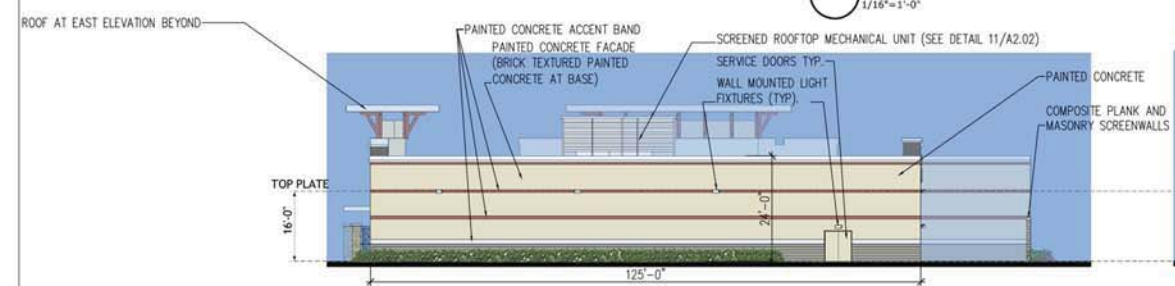 1/16"=1'-0"
ROOF AT EAST ELEVATION BEYOND
PAINTED CONCRETE ACCENT BAND
PAINTED CONCRETE FACADE
(BRICK TEXTURED PAINTED
CONCRETE AT BASE)
SCREENED ROOFTOP MECHANICAL UNIT (SEE DETAIL 11/A2.02)
SERVICE DOORS TYP.
WALL MOUNTED LIGHT
FIXTURES (TYP).
PAINTED CONCRETE
COMPOSITE PLANK AND
MASONRY SCREENWALLS
TOP PLATE
16'-0"
24'-0"
125'-0"